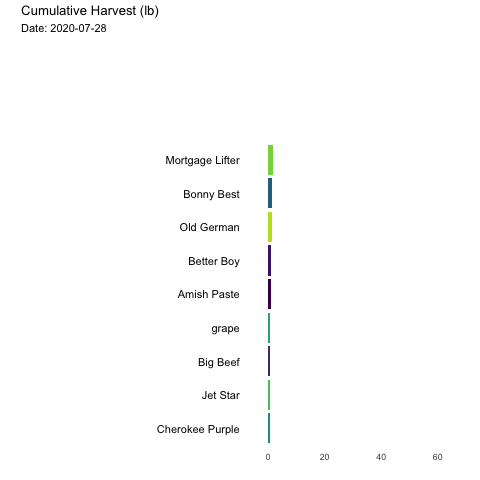 Cumulative Harvest (lb)
Date: 2020-07-28
Mortgage Lifter
Bonny Best
Old German
Better Boy
Amish Paste
grape
Big Beef
Jet Star
Cherokee Purple
0 20 40 60